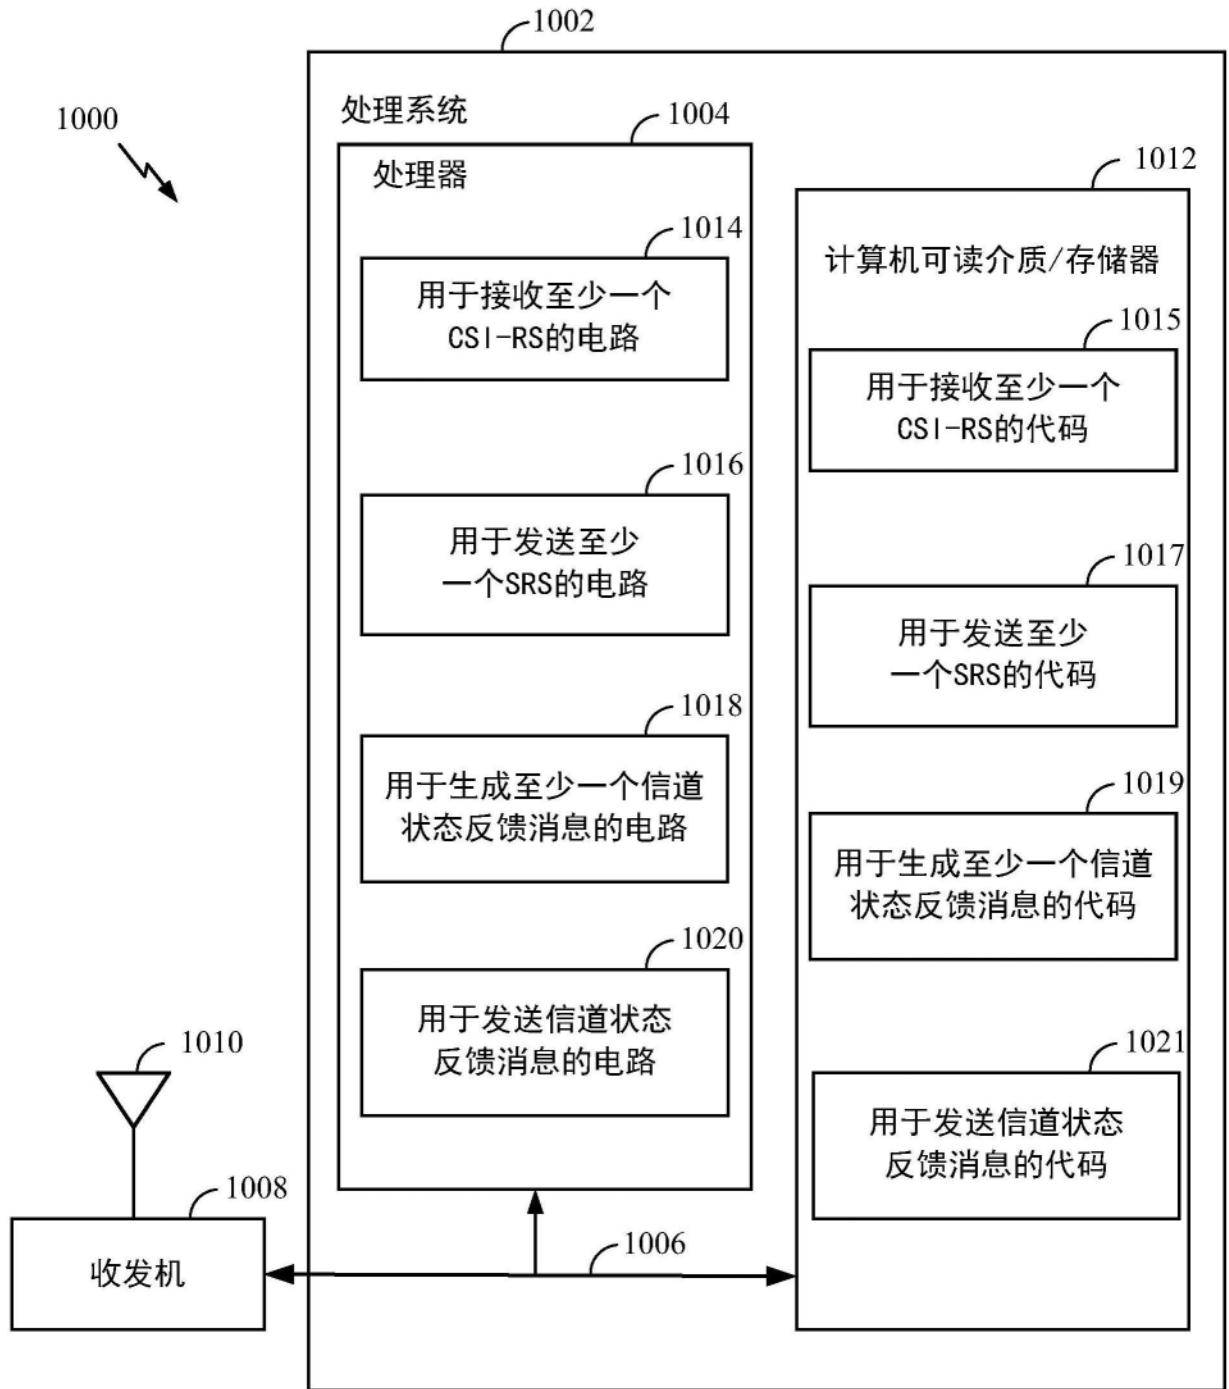 1002
1000
处理系统
1004
处理器
1012
1014
计算机可读介质/存储器
用于接收至少一个
CSI-RS的电路
1015
用于接收至少一个
CSI-RS的代码
1016
用于发送至少
一个SRS的电路
1017
用于发送至少
一个SRS的代码
1018
用于生成至少一个信道
状态反馈消息的电路
1019
用于生成至少一个信道
状态反馈消息的代码
1020
用于发送信道状态
反馈消息的电路
1010
1021
用于发送信道状态
反馈消息的代码
1008
收发机
1006